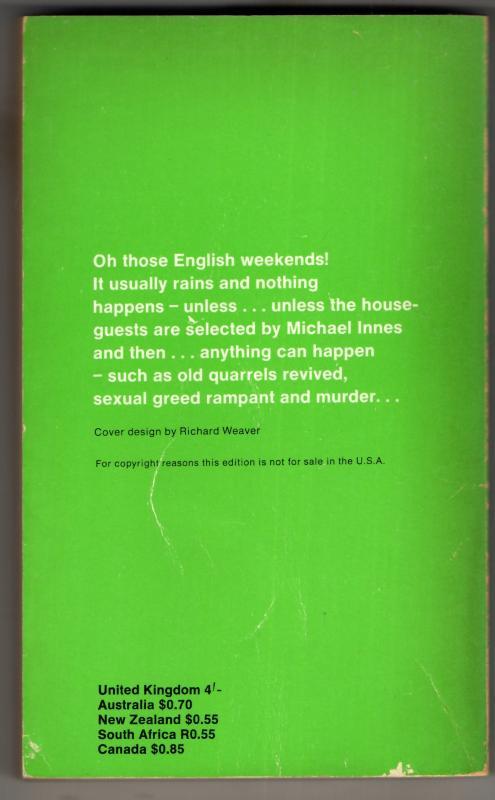 Oh those English weekends!
It usually rains and nothing
happens – unless . . . unless the house-
guests are selected by Michael Innes
and then . . . anything can happen
– such as old quarrels revived,
sexual greed rampant and murder. . .
Cover design by Richard Weaver
For copyright reasons this edition is not for sale in the U.S.A.
United Kingdom 4/-
Australia $0.70
New Zealand $0.55
South Africa R0.55
Canada $0.85